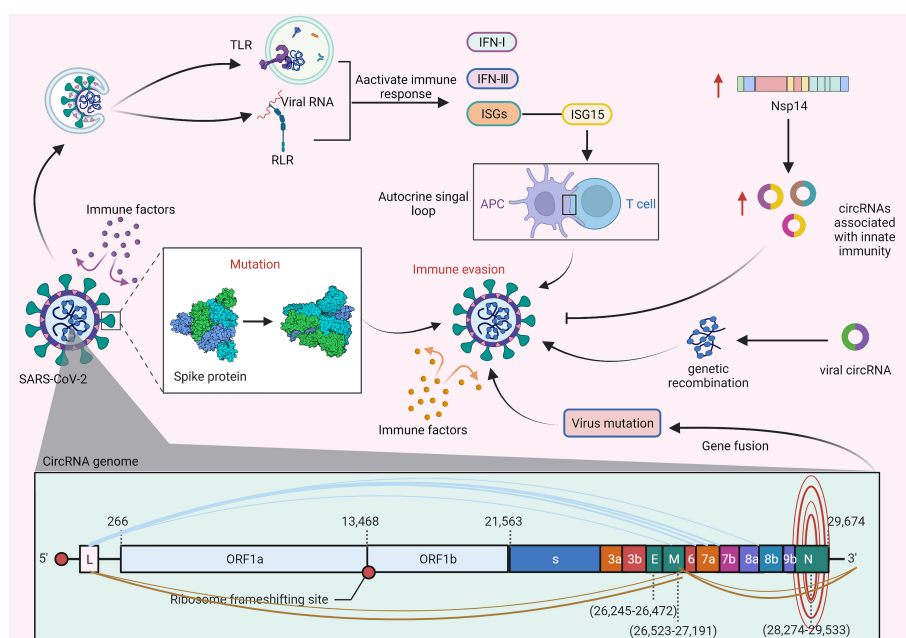 TLR
Viral RNA
RLR
Aactivate immune
response
IFN-I
IFN-III
ISGs
ISG15
Nsp14
Autocrine singal
loop
APC
T cell
circRNAs
associated
with innate
immunity
Immune factors
SARS-CoV-2
Mutation
Spike protein
Immune evasion
Immune factors
genetic
recombination
viral circRNA
Virus mutation
Gene fusion
CircRNA genome
266
13,468
21,563
29,674
5'
L
ORF1a
ORF1b
s
3a
3b
E
M
6
7a
7b
8a
8b
9b
N
3'
Ribosome frameshifting site
(26,245-26,472)
(26,523-27,191)
(28,274-29,533)